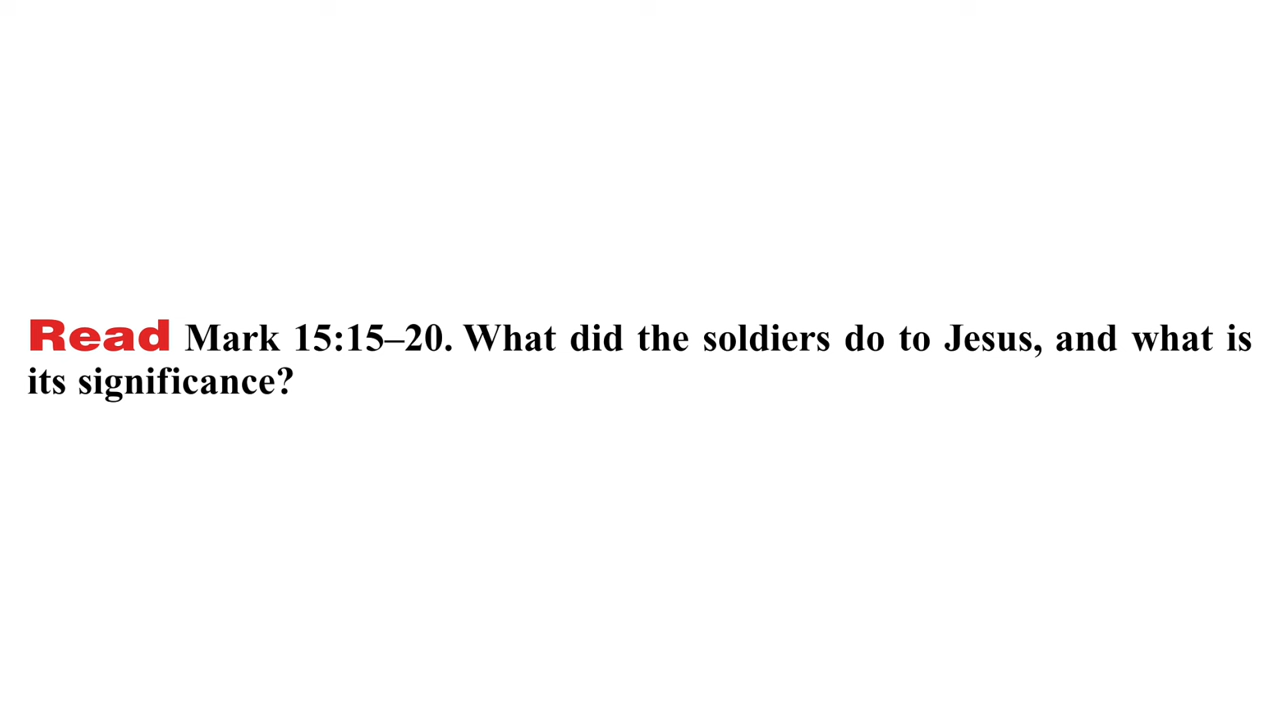 Read Mark 15:15–20. What did the soldiers do to Jesus, and what is
its significance?